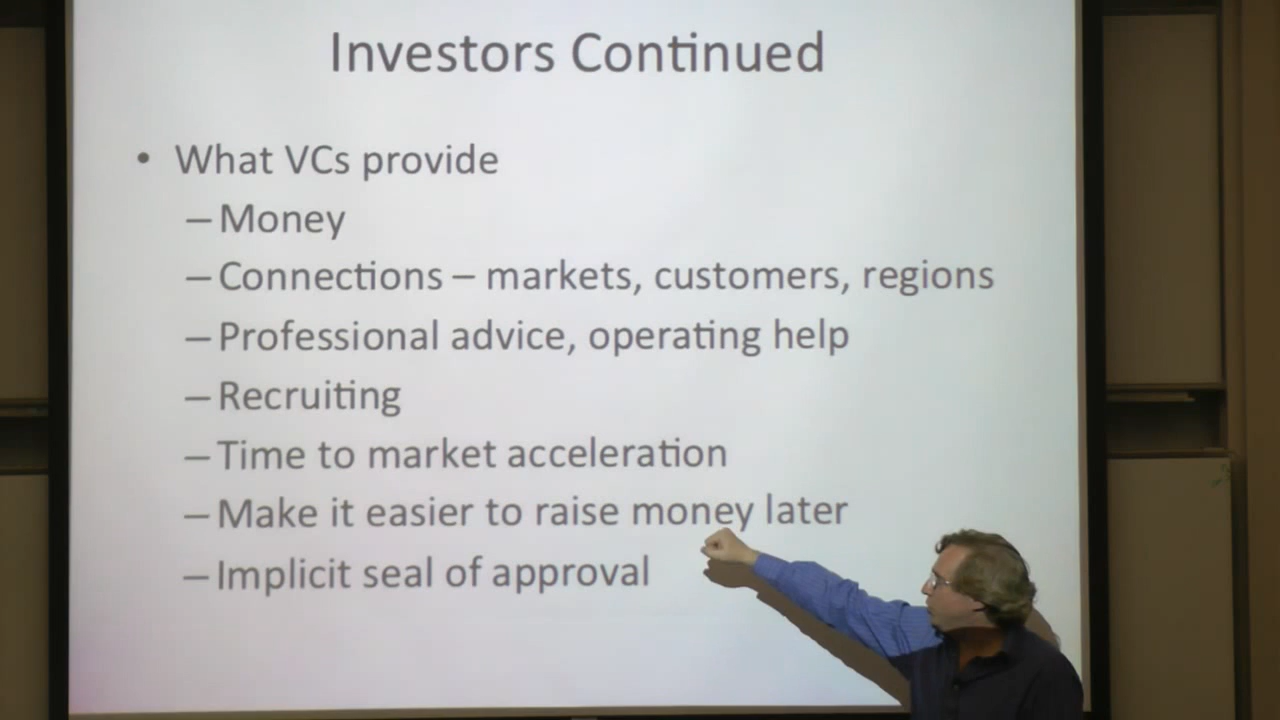 Investors Continued
• What VCs provide
– Money
– Connections – markets, customers, regions
– Professional advice, operating help
– Recruiting
– Time to market acceleration
– Make it easier to raise money later
– Implicit seal of approval